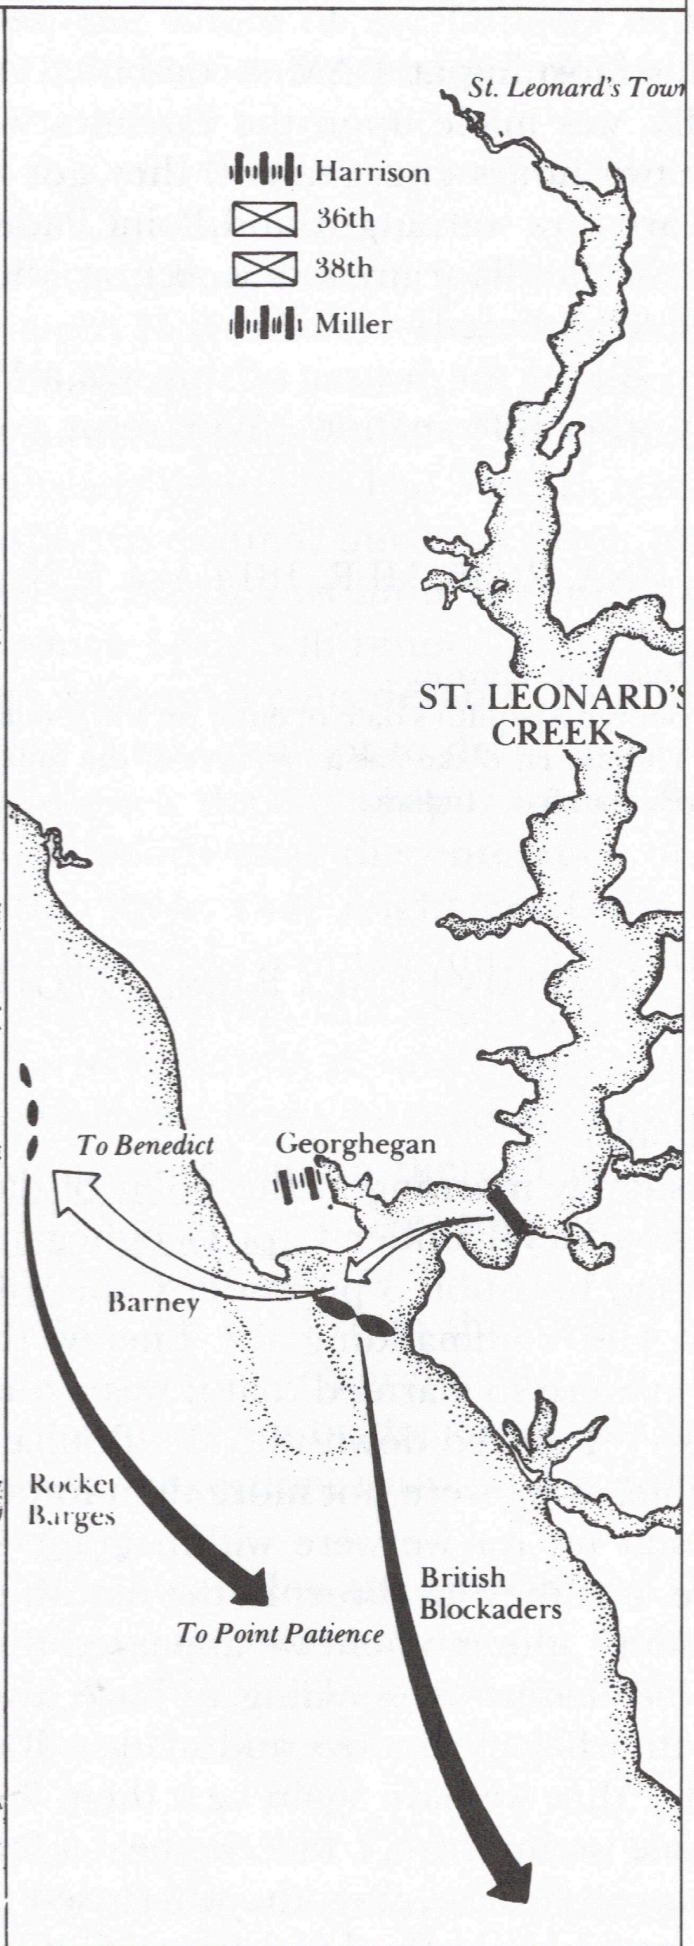 St. Leonard's Town
Harrison
36th
38th
Miller
ST. LEONARD'S
CREEK
To Benedict
Georghegan
Barney
Rocket
Barges
British
Blockaders
To Point Patience